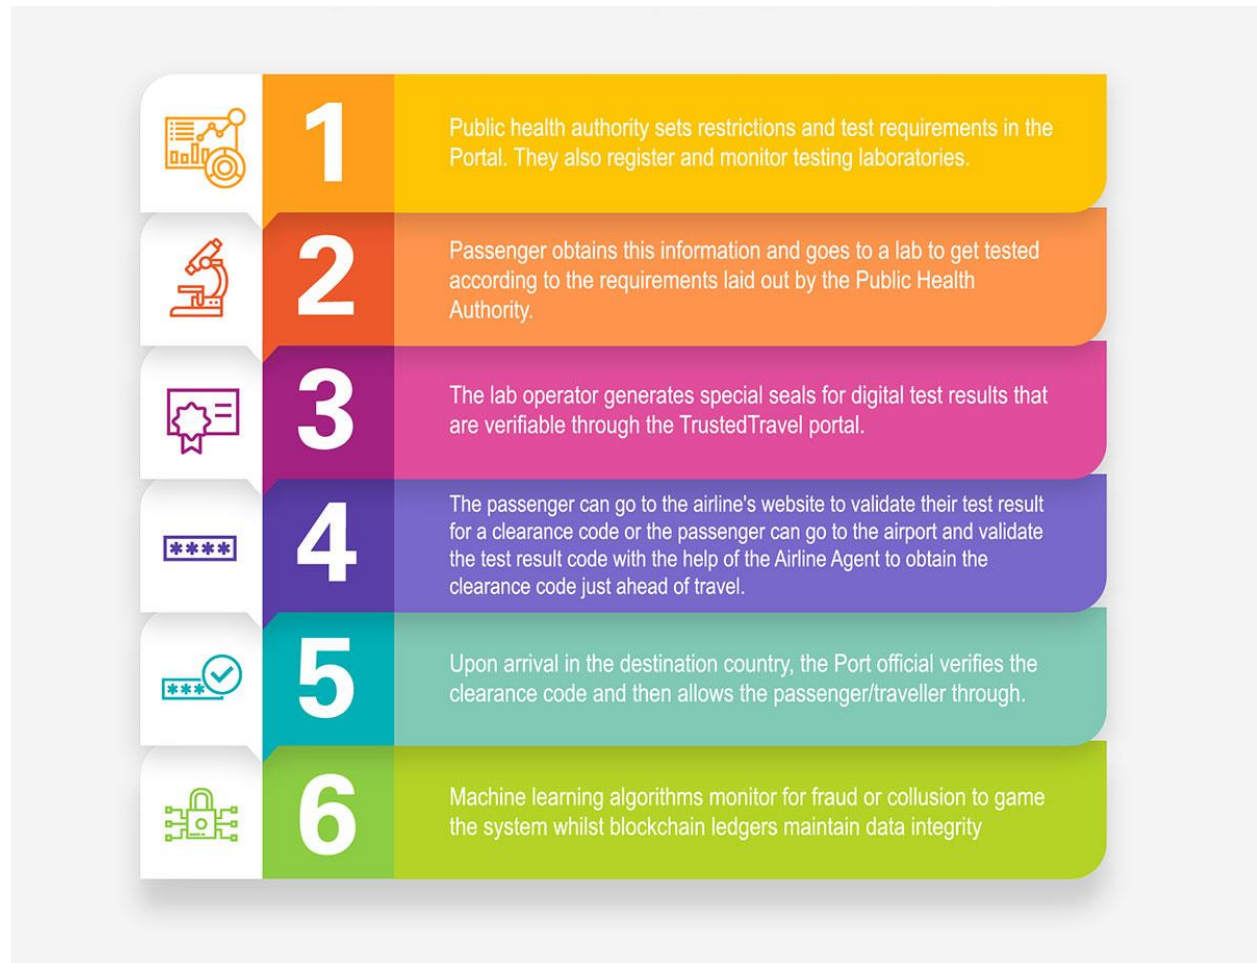 1
Public health authority sets restrictions and test requirements in the
Portal. They also register and monitor testing laboratories.
2
Passenger obtains this information and goes to a lab to get tested
according to the requirements laid out by the Public Health
Authority.
3
The lab operator generates special seals for digital test results that
are verifiable through the TrustedTravel portal.
****
4
The passenger can go to the airline's website to validate their test result
for a clearance code or the passenger can go to the airport and validate
the test result code with the help of the Airline Agent to obtain the
clearance code just ahead of travel.
***
5
Upon arrival in the destination country, the Port official verifies the
clearance code and then allows the passenger/traveller through.
6
Machine learning algorithms monitor for fraud or collusion to game
the system whilst blockchain ledgers maintain data integrity